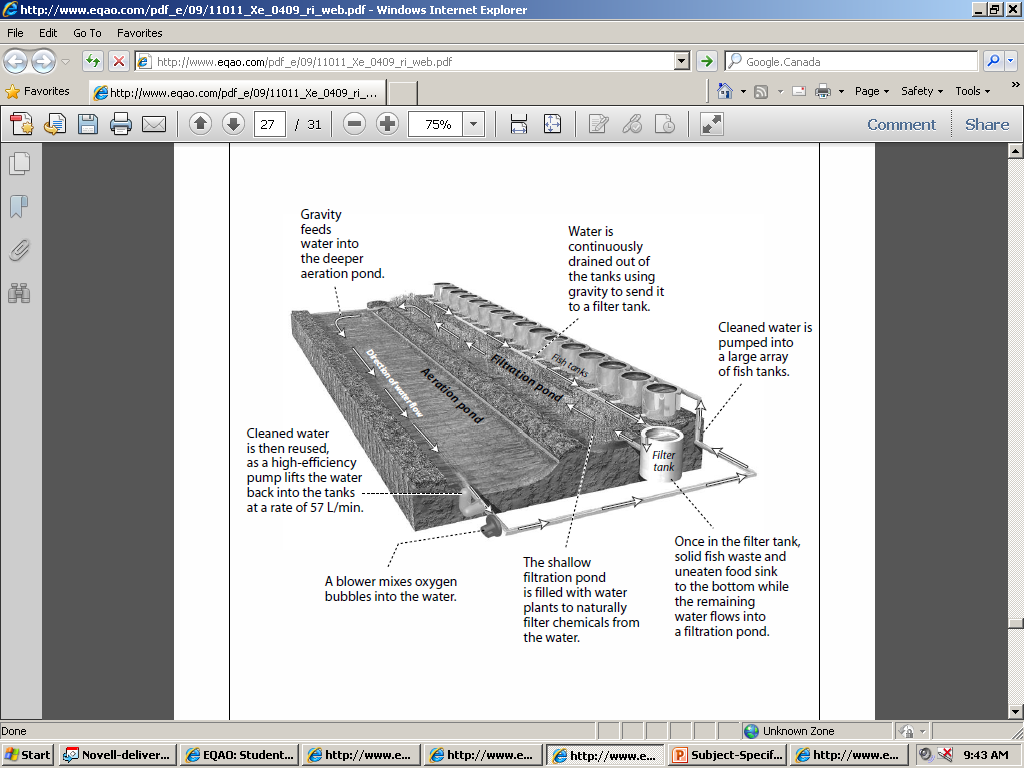 http://www.eqao.com/pdf_e/09/11011_Xe_0409_ri_web.pdf - Windows Internet Explorer
File Edit Go To Favorites
http://www.eqao.com/pdf_e/09/11011_Xe_0409_ri_web.pdf
Google.Canada
Favorites
http://www.eqao.com/pdf_e/09/11011_Xe_0409_ri_...
Page Safety Tools »
27 / 31
75%
Comment Share
Gravity
feeds
water into
the deeper
aeration pond.
Water is
continuously
drained out of
the tanks using
gravity to send it
to a filter tank.
Cleaned water is
pumped into
a large array
of fish tanks.
Fish tanks
Filtration pond
Aeration pond
Direction of water flow
Filter
tank
Cleaned water
is then reused,
as a high-efficiency
pump lifts the water
back into the tanks
at a rate of 57 L/min.
A blower mixes oxygen
bubbles into the water.
The shallow
filtration pond
is filled with water
plants to naturally
filter chemicals from
the water.
Once in the filter tank,
solid fish waste and
uneaten food sink
to the bottom while
the remaining
water flows into
a filtration pond.
Done
Unknown Zone
Start
Novell-deliver...
EQAO: Student...
http://www.e...
http://www.e...
http://www.e...
Subject-Specif...
http://www.e...
9:43 AM